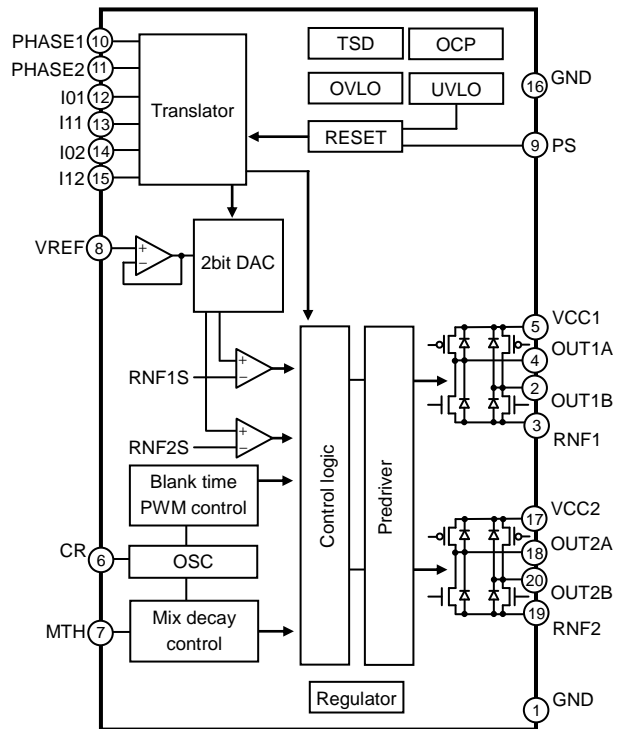 PHASE1 10
PHASE2 11
I01 12
I11 13
I02 14
I12 15
Translator
TSD
OCP
OVLO
UVLO
RESET
16 GND
9 PS
VREF 8
+
−
2bit DAC
RNF1S
+
−
RNF2S
+
−
Blank time
PWM control
CR 6
OSC
MTH 7
Mix decay
control
Control logic
Predriver
5 VCC1
4 OUT1A
2 OUT1B
3 RNF1
17 VCC2
18 OUT2A
20 OUT2B
19 RNF2
Regulator
1 GND